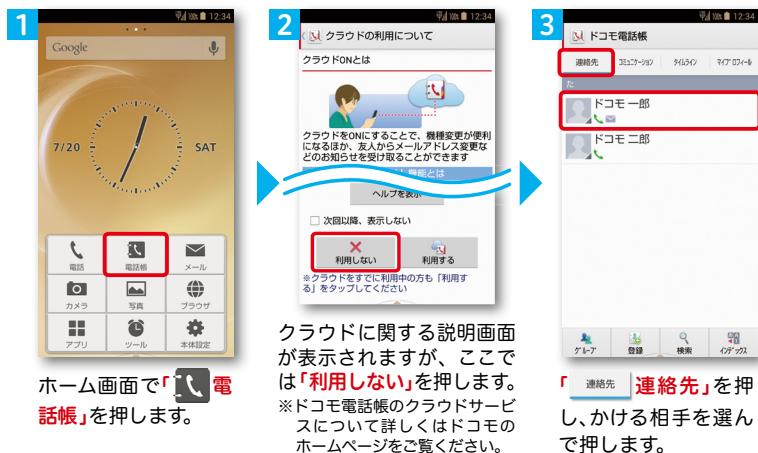 1
12:34
Google
7/20
SAT
電話
電話帳
メール
カメラ
写真
ブラウザ
アプリ
ツール
本体設定
ホーム画面で「電
話帳」を押します。
2
12:34
クラウドの利用について
クラウドONとは
クラウドをONにすることで、機種変更が便利
になるほか、友人からメールアドレス変更な
どのお知らせを受け取ることができます
機能とは
ヘルプを表示
次回以降、表示しない
利用しない
利用する
※クラウドをすでに利用中の方も「利用す
る」をタップしてください
クラウドに関する説明画面
が表示されますが、ここで
は「利用しない」を押します。
※ドコモ電話帳のクラウドサービ
スについて詳しくはドコモの
ホームページをご覧ください。
3
12:34
ドコモ電話帳
連絡先
コミュニケーション
タイムライン
マイプロフィール
た
ドコモ 一郎
ドコモ 二郎
グループ
登録
検索
インデックス
「 連絡先 連絡先」を押
し、かける相手を選ん
で押します。